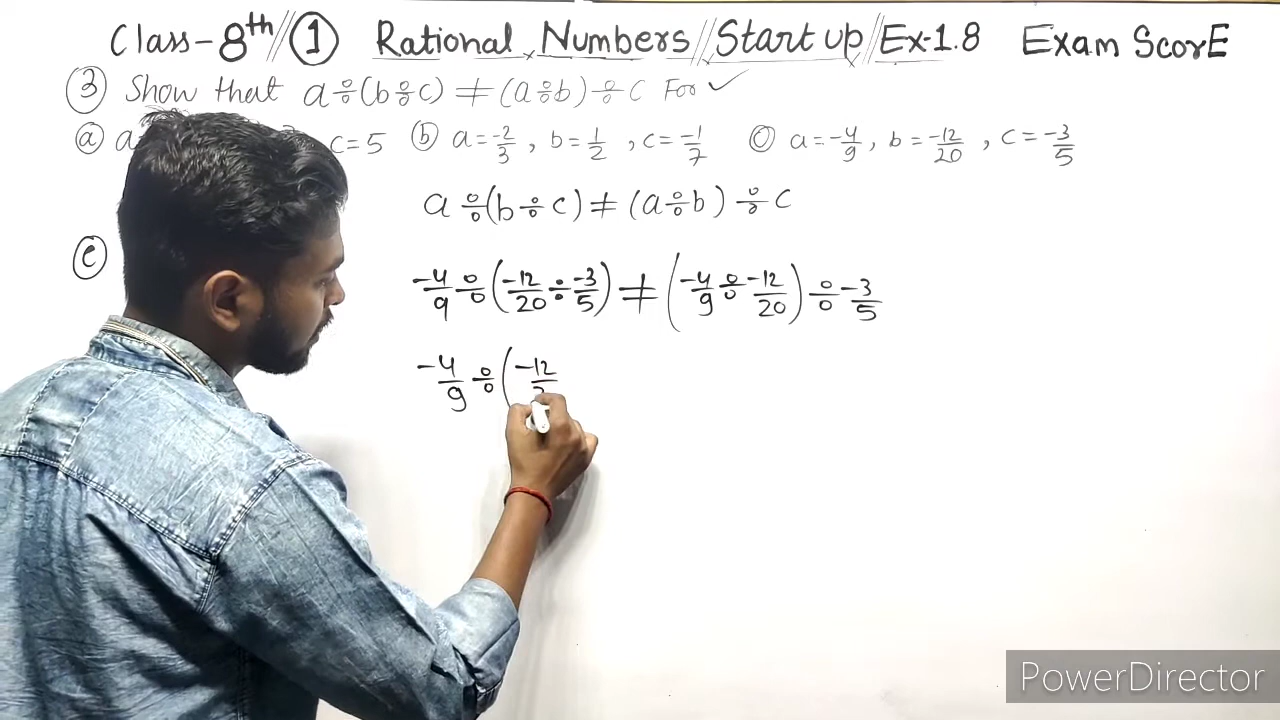 Class-8th//① Rational Numbers//Start up//Ex-1.8 Exam ScorE
③ Show that a÷(b÷c) ≠ (a÷b)÷c For ✓
ⓐ a c=5 ⓑ a=-2/3, b=1/2, c=-1/7 ⓒ a=-4/9, b=-12/20, c=-3/5
a÷(b÷c) ≠ (a÷b)÷c
ⓒ -4/9÷(-12/20÷-3/5) ≠ (-4/9÷-12/20)÷-3/5
-4/9÷(-12/
PowerDirector